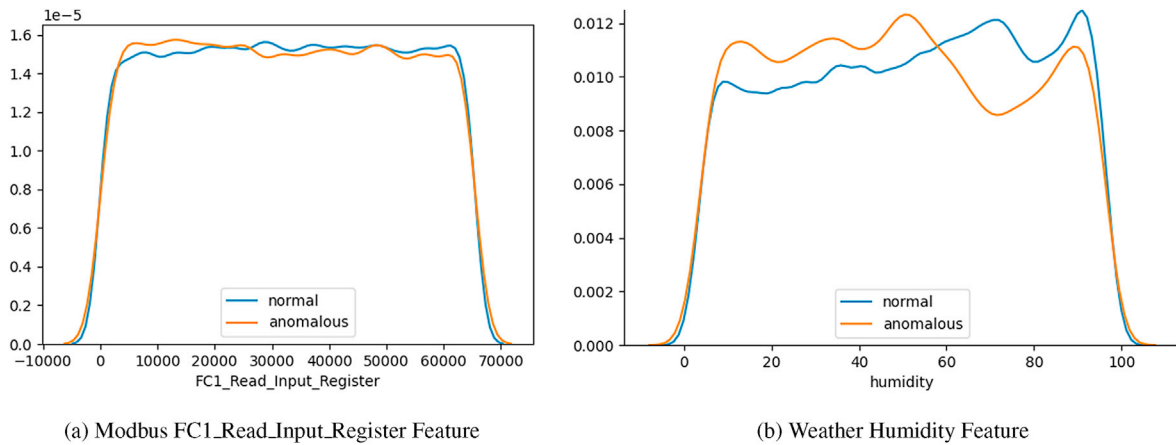 1e−5
1.6
1.4
1.2
1.0
0.8
0.6
0.4
0.2
0.0
normal
anomalous
−10000 0 10000 20000 30000 40000 50000 60000 70000
FC1_Read_Input_Register
(a) Modbus FC1_Read_Input_Register Feature
0.012
0.010
0.008
0.006
0.004
0.002
0.000
normal
anomalous
0 20 40 60 80 100
humidity
(b) Weather Humidity Feature